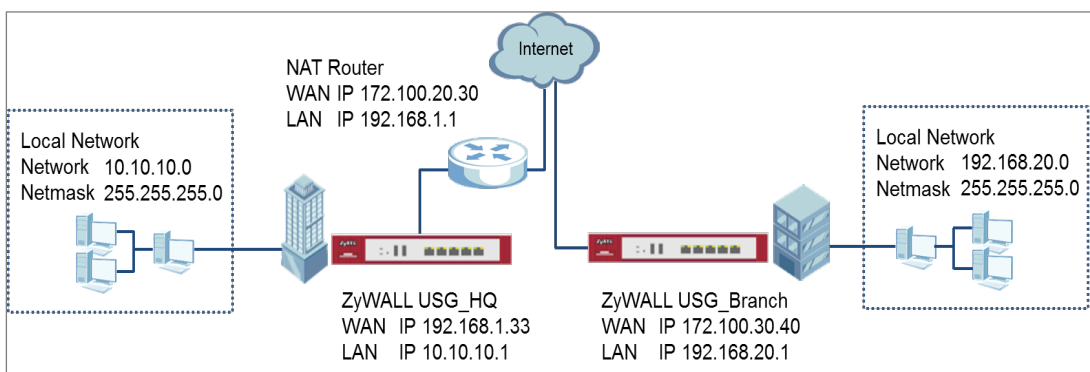 Internet
NAT Router
WAN IP 172.100.20.30
LAN IP 192.168.1.1
Local Network
Network 10.10.10.0
Netmask 255.255.255.0
Local Network
Network 192.168.20.0
Netmask 255.255.255.0
ZyXEL
ZyWALL
ZyWALL USG_HQ
WAN IP 192.168.1.33
LAN IP 10.10.10.1
ZyWALL USG_Branch
WAN IP 172.100.30.40
LAN IP 192.168.20.1